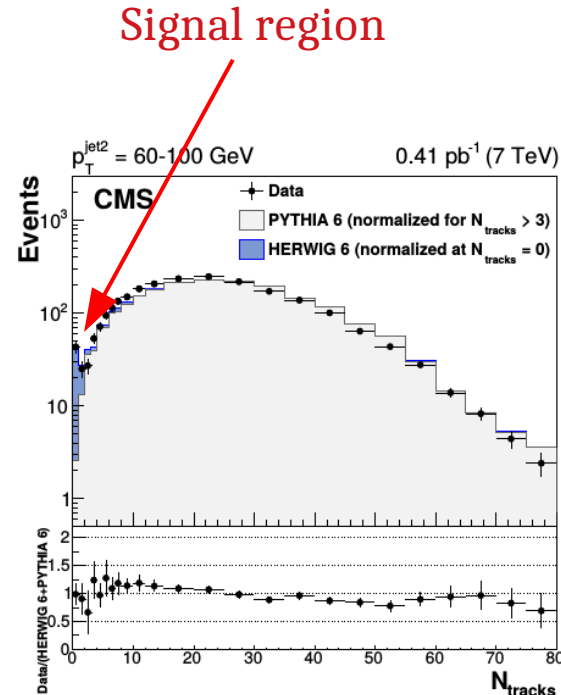 Signal region
p_T^jet2 = 60-100 GeV 0.41 pb⁻¹ (7 TeV)
CMS
Data
PYTHIA 6 (normalized for N_tracks > 3)
HERWIG 6 (normalized at N_tracks = 0)
Events
10³
10²
10
1
Data/(HERWIG 6+PYTHIA 6)
2
1.5
1
0.5
0
0 10 20 30 40 50 60 70 80
N_tracks